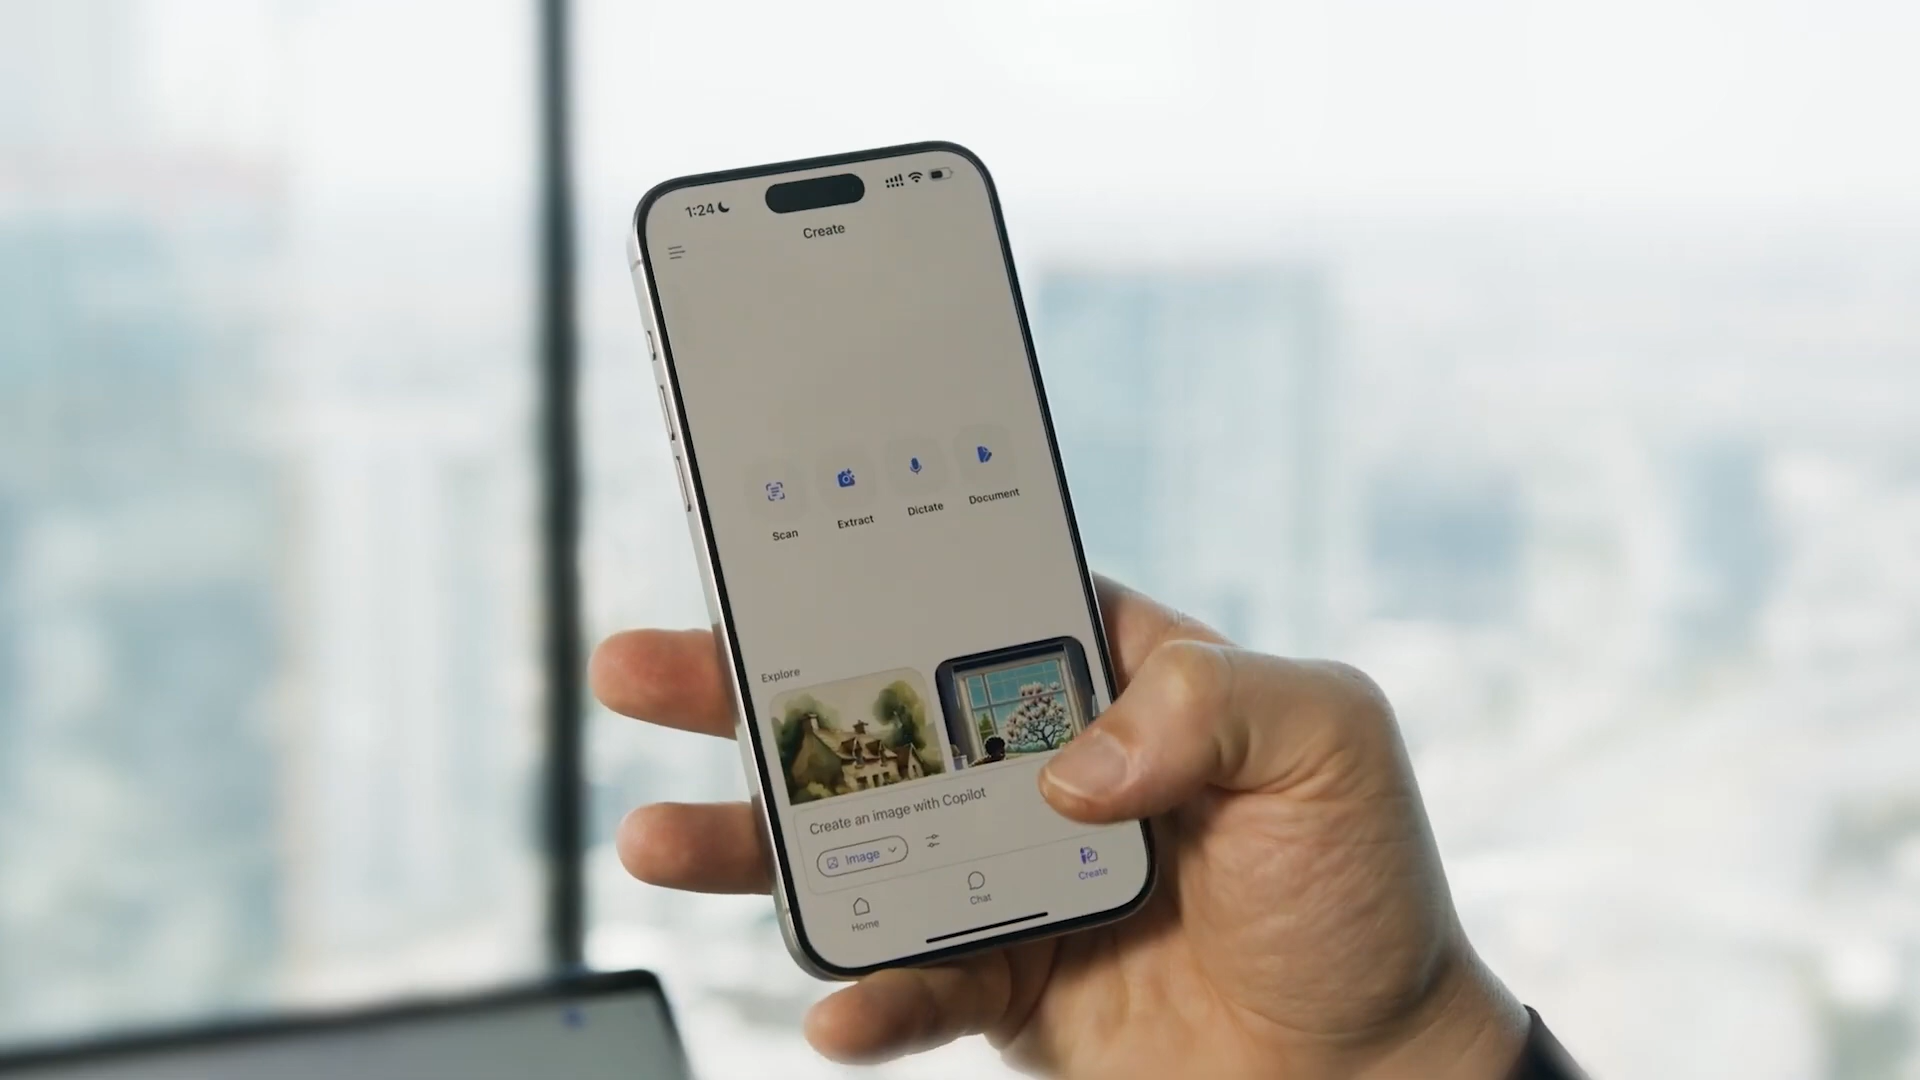 1:24
Create
Scan
Extract
Dictate
Document
Explore
Create an image with Copilot
Image
Home
Chat
Create